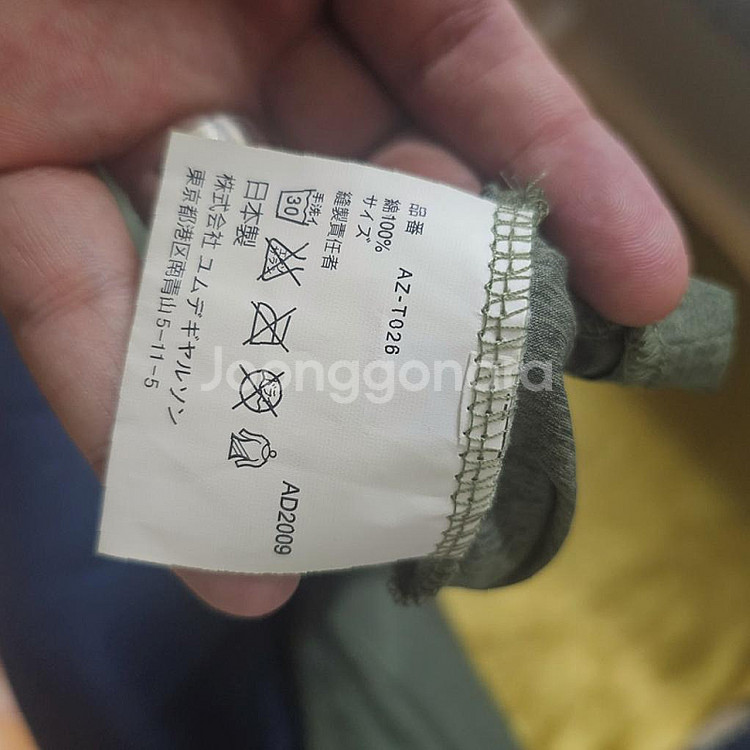 品番 AZ-T026
綿100%
サイズ
縫製責任者
手洗イ
30
日本製
株式会社 コムデギャルソン
東京都港区南青山5-11-5
AD2009
Joonggonara